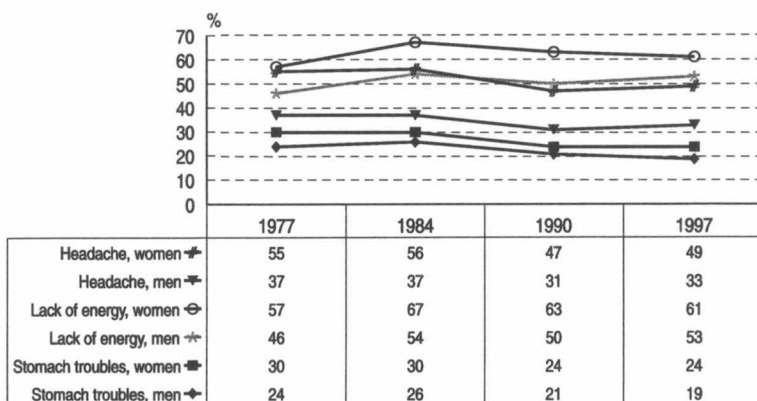 %
70
60
50
40
30
20
10
0
1977 1984 1990 1997
Headache, women 55 56 47 49
Headache, men 37 37 31 33
Lack of energy, women 57 67 63 61
Lack of energy, men 46 54 50 53
Stomach troubles, women 30 30 24 24
Stomach troubles, men 24 26 21 19